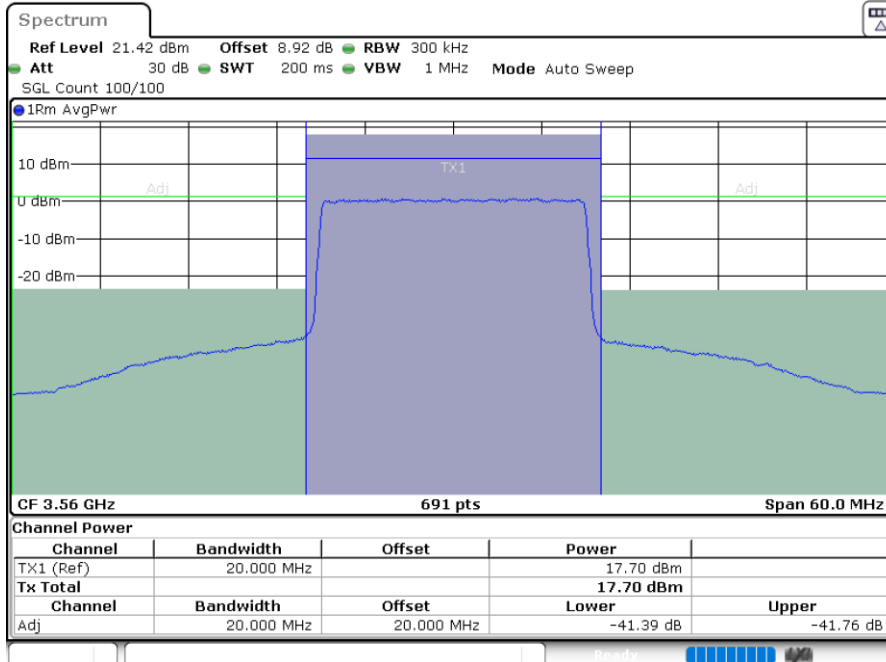 Spectrum
Ref Level 21.42 dBm Offset 8.92 dB RBW 300 kHz
Att 30 dB SWT 200 ms VBW 1 MHz Mode Auto Sweep
SGL Count 100/100
1Rm AvgPwr
10 dBm
TX1
Adj Adj
0 dBm
-10 dBm
-20 dBm
CF 3.56 GHz 691 pts Span 60.0 MHz
Channel Power
Channel Bandwidth Offset Power
TX1 (Ref) 20.000 MHz 17.70 dBm
Tx Total 17.70 dBm
Channel Bandwidth Offset Lower Upper
Adj 20.000 MHz 20.000 MHz -41.39 dB -41.76 dB
Ready